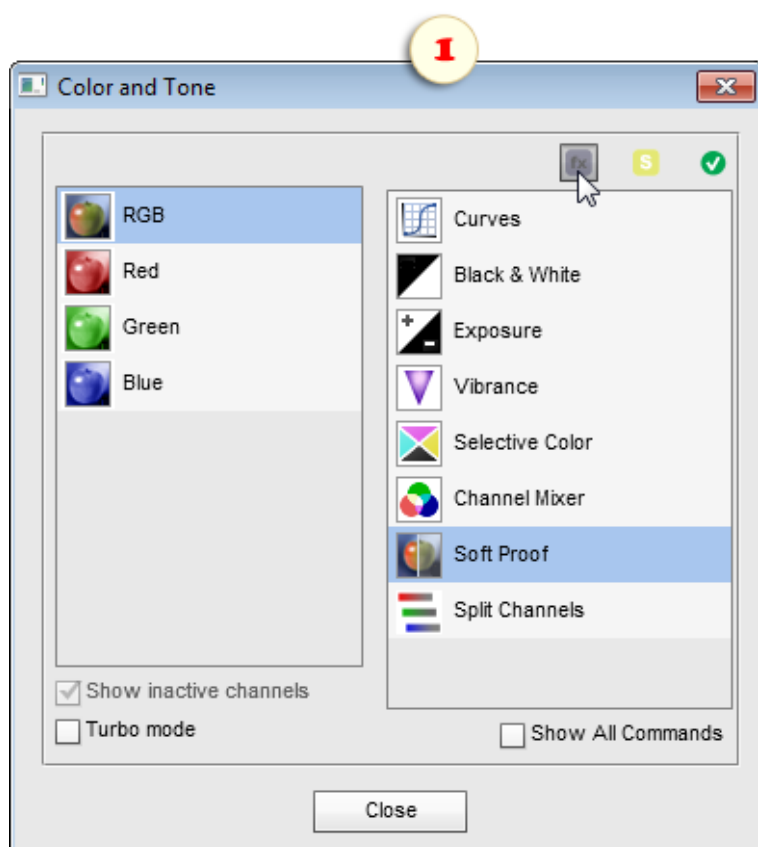 1
Color and Tone
fx S
RGB
Red
Green
Blue
Curves
Black & White
Exposure
Vibrance
Selective Color
Channel Mixer
Soft Proof
Split Channels
Show inactive channels
Turbo mode
Show All Commands
Close